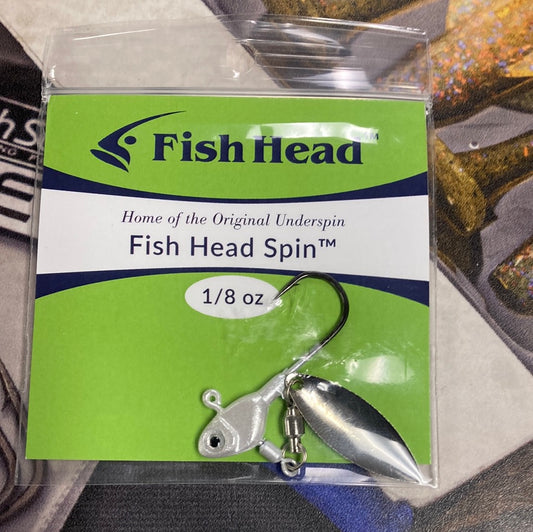 Fish Head
Home of the Original Underspin
Fish Head Spin™
1/8 oz